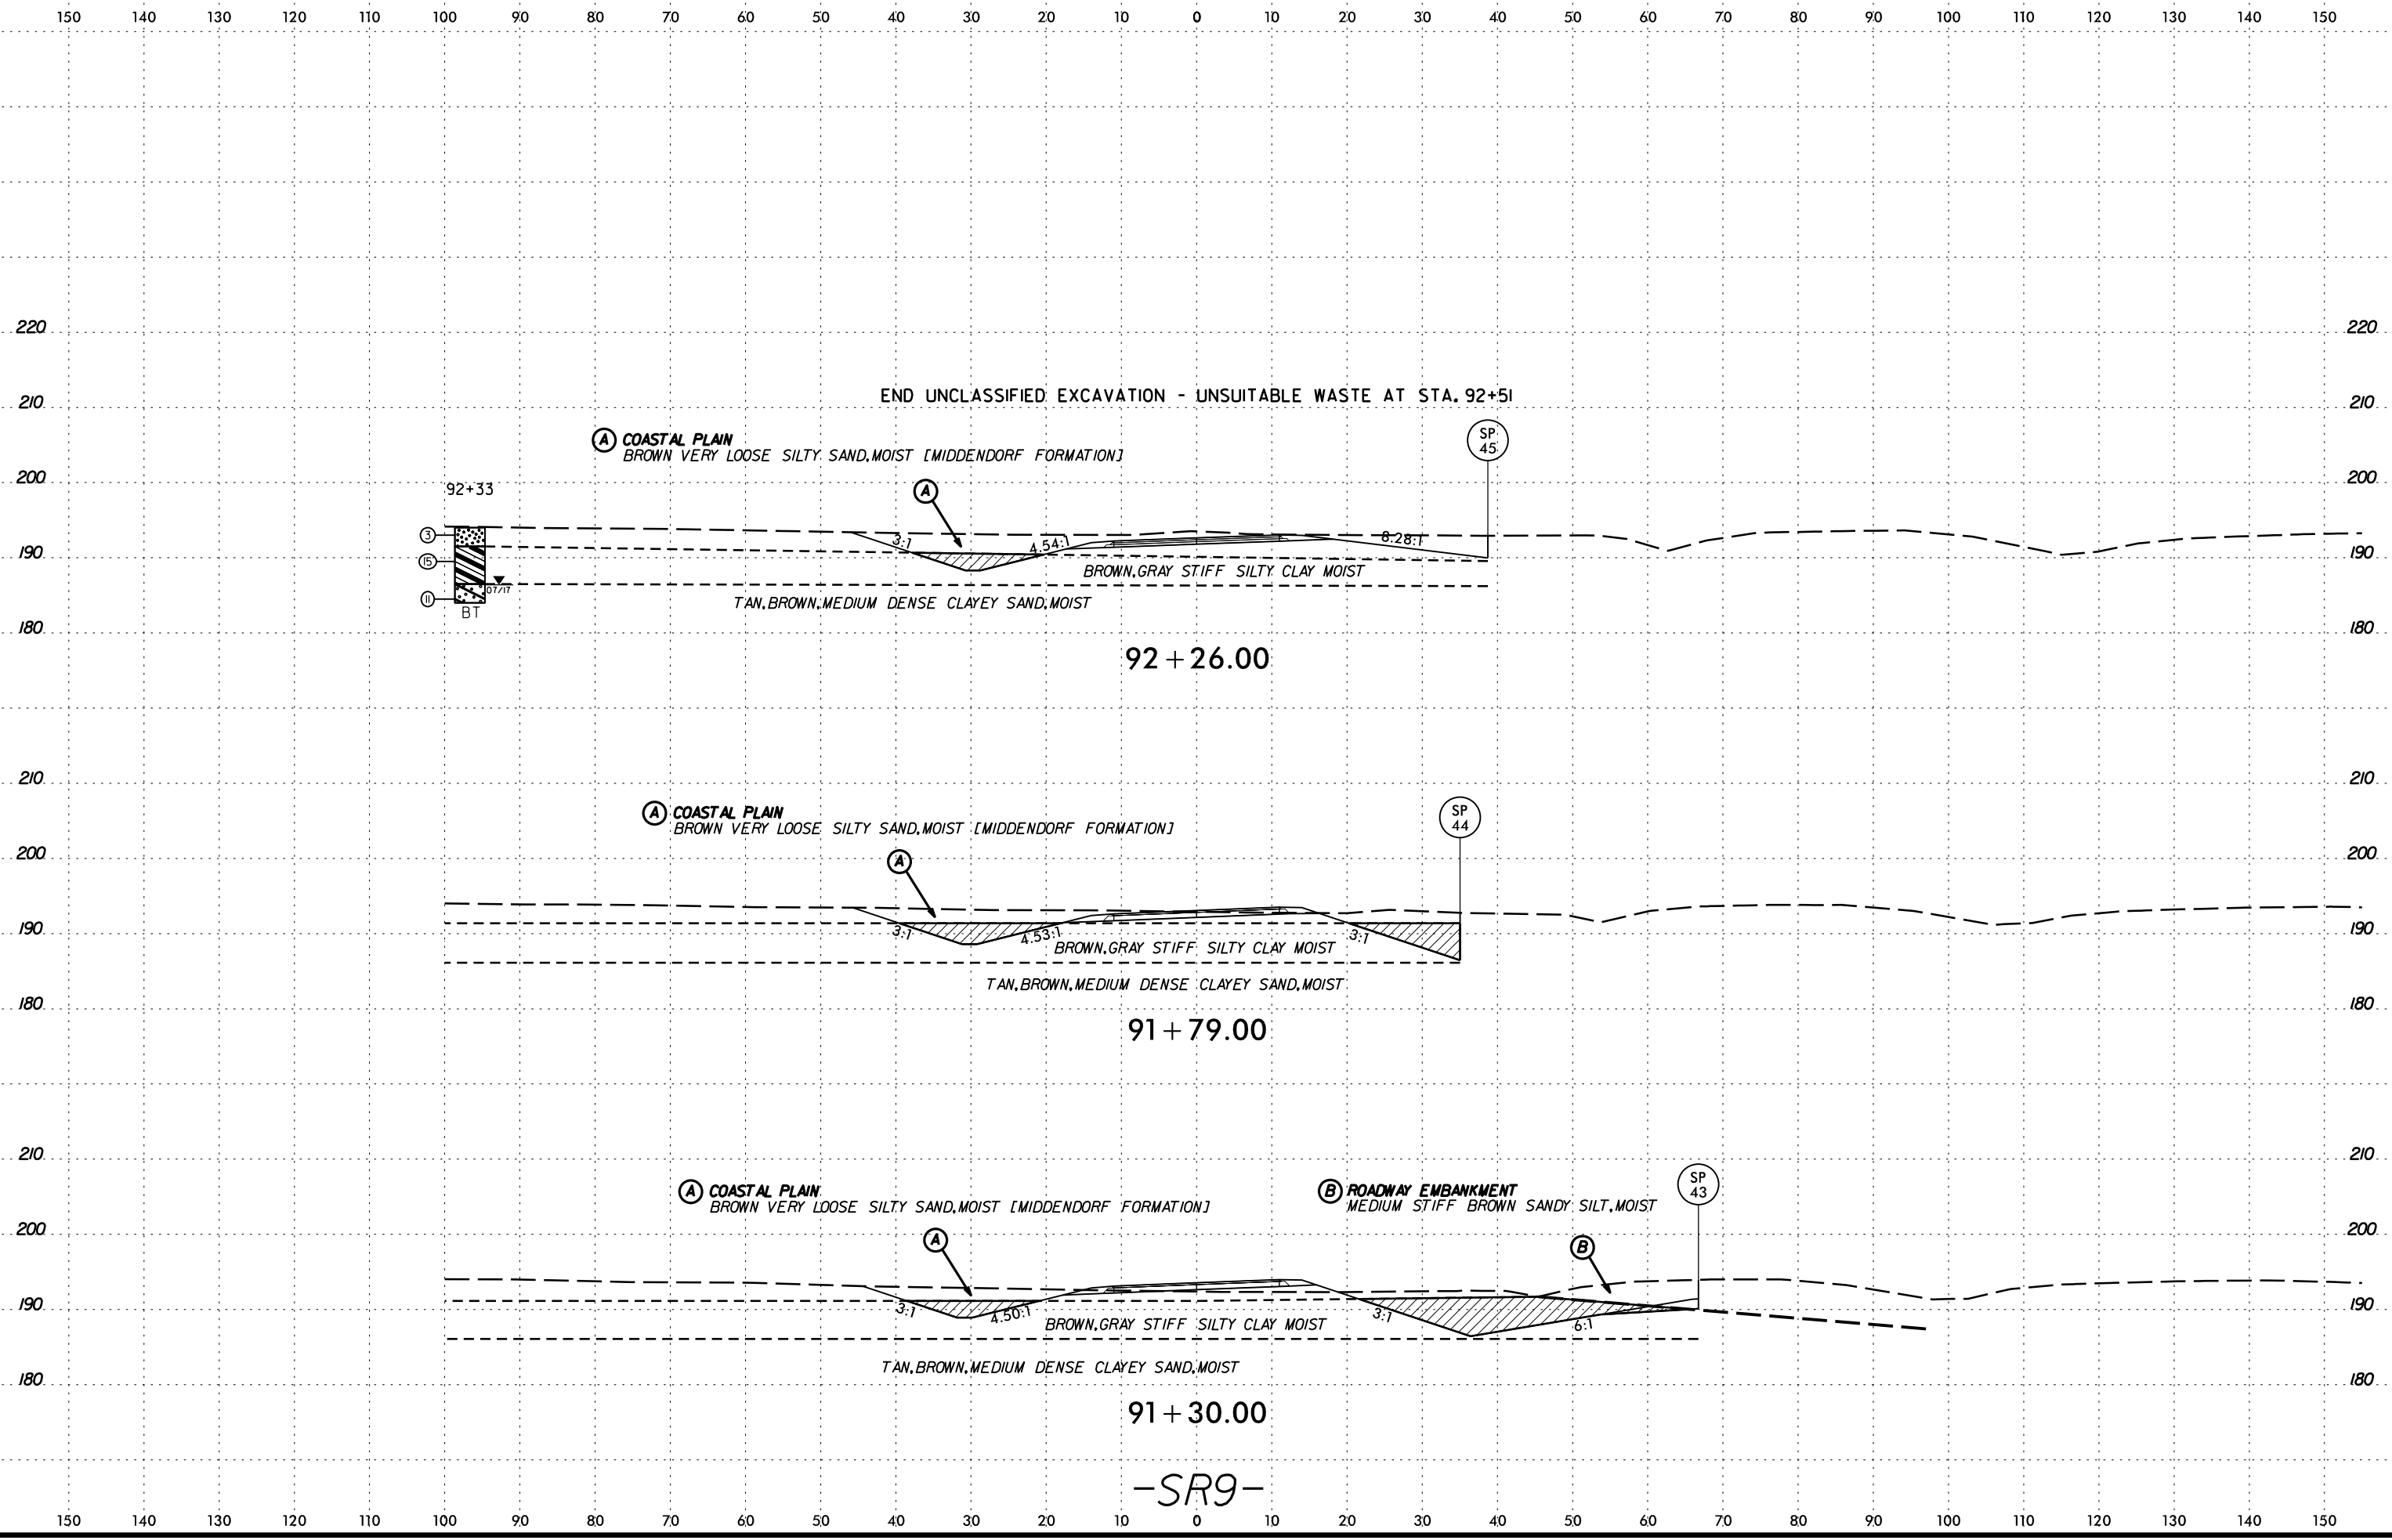 150 140 130 120 110 100 90 80 70 60 50 40 30 20 10 0 10 20 30 40 50 60 70 80 90 100 110 120 130 140 150
220 220
END UNCLASSIFIED EXCAVATION - UNSUITABLE WASTE AT STA. 92+51
210 210
A COASTAL PLAIN
BROWN VERY LOOSE SILTY SAND, MOIST [MIDDENDORF FORMATION]
SP
45
200 200
92+33
A
3
3:1
4.54:1
8.28:1
190 190
15
BROWN, GRAY STIFF SILTY CLAY MOIST
07/17
11
TAN, BROWN, MEDIUM DENSE CLAYEY SAND, MOIST
BT
180 180
92+26.00
210 210
A COASTAL PLAIN
BROWN VERY LOOSE SILTY SAND, MOIST [MIDDENDORF FORMATION]
SP
44
200 200
A
190 190
3:1
4.53:1
3:1
BROWN, GRAY STIFF SILTY CLAY MOIST
TAN, BROWN, MEDIUM DENSE CLAYEY SAND, MOIST
180 180
91+79.00
210 210
A COASTAL PLAIN
BROWN VERY LOOSE SILTY SAND, MOIST [MIDDENDORF FORMATION]
B ROADWAY EMBANKMENT
MEDIUM STIFF BROWN SANDY SILT, MOIST
SP
43
200 200
A
B
190 190
3:1
4.50:1
3:1
6:1
BROWN, GRAY STIFF SILTY CLAY MOIST
TAN, BROWN, MEDIUM DENSE CLAYEY SAND, MOIST
180 180
91+30.00
-SR9-
150 140 130 120 110 100 90 80 70 60 50 40 30 20 10 0 10 20 30 40 50 60 70 80 90 100 110 120 130 140 150